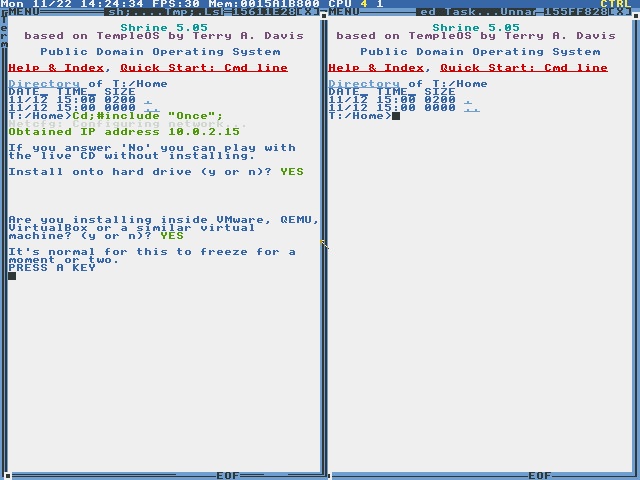 Mon 11/22 14:24:34 FPS:30 Mem:0015A1B800 CPU 4 1 CTRL
MENU sh;....Tmp;.Lsh 15611E28[X]
Shrine 5.05
based on TempleOS by Terry A. Davis
Public Domain Operating System
Help & Index, Quick Start: Cmd line
Directory of T:/Home
DATE_ TIME_ SIZE
11/12 15:00 0200 .
11/12 15:00 0000 ..
T:/Home>Cd;#include "Once";
Netcfg: Configuring network...
Obtained IP address 10.0.2.15
If you answer 'No' you can play with
the live CD without installing.
Install onto hard drive (y or n)? YES
Are you installing inside VMware, QEMU,
VirtualBox or a similar virtual
machine? (y or n)? YES
It's normal for this to freeze for a
moment or two.
PRESS A KEY
EOF
MENU ed Task...Unnar 155FF828[X]
Shrine 5.05
based on TempleOS by Terry A. Davis
Public Domain Operating System
Help & Index, Quick Start: Cmd line
Directory of T:/Home
DATE_ TIME_ SIZE
11/12 15:00 0200 .
11/12 15:00 0000 ..
T:/Home>
EOF